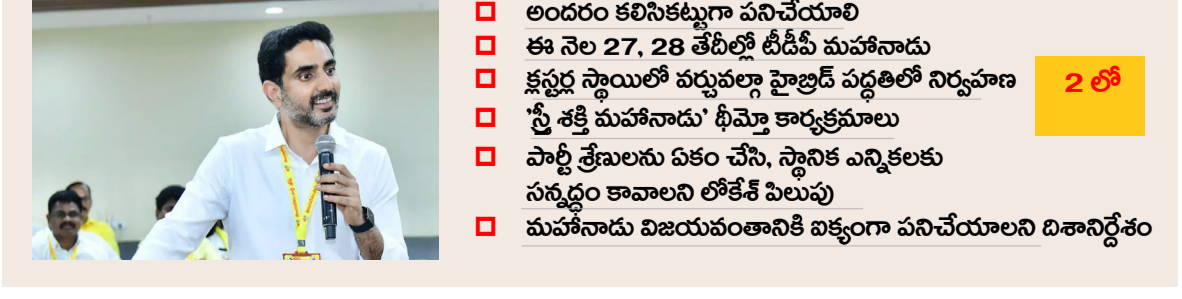 అందరం కలిసికట్టుగా పనిచేయాలి
ఈ నెల 27, 28 తేదీల్లో టీడీపీ మహానాడు
క్లస్టర్ల స్థాయిలో వర్చువల్గా హైబ్రిడ్ పద్ధతిలో నిర్వహణ
2 లో
'స్త్రీ శక్తి మహానాడు' థీమ్తో కార్యక్రమాలు
పార్టీ శ్రేణులను ఏకం చేసి, స్థానిక ఎన్నికలకు
సన్నద్ధం కావాలని లోకేశ్ పిలుపు
మహానాడు విజయవంతానికి ఐక్యంగా పనిచేయాలని దిశానిర్దేశం